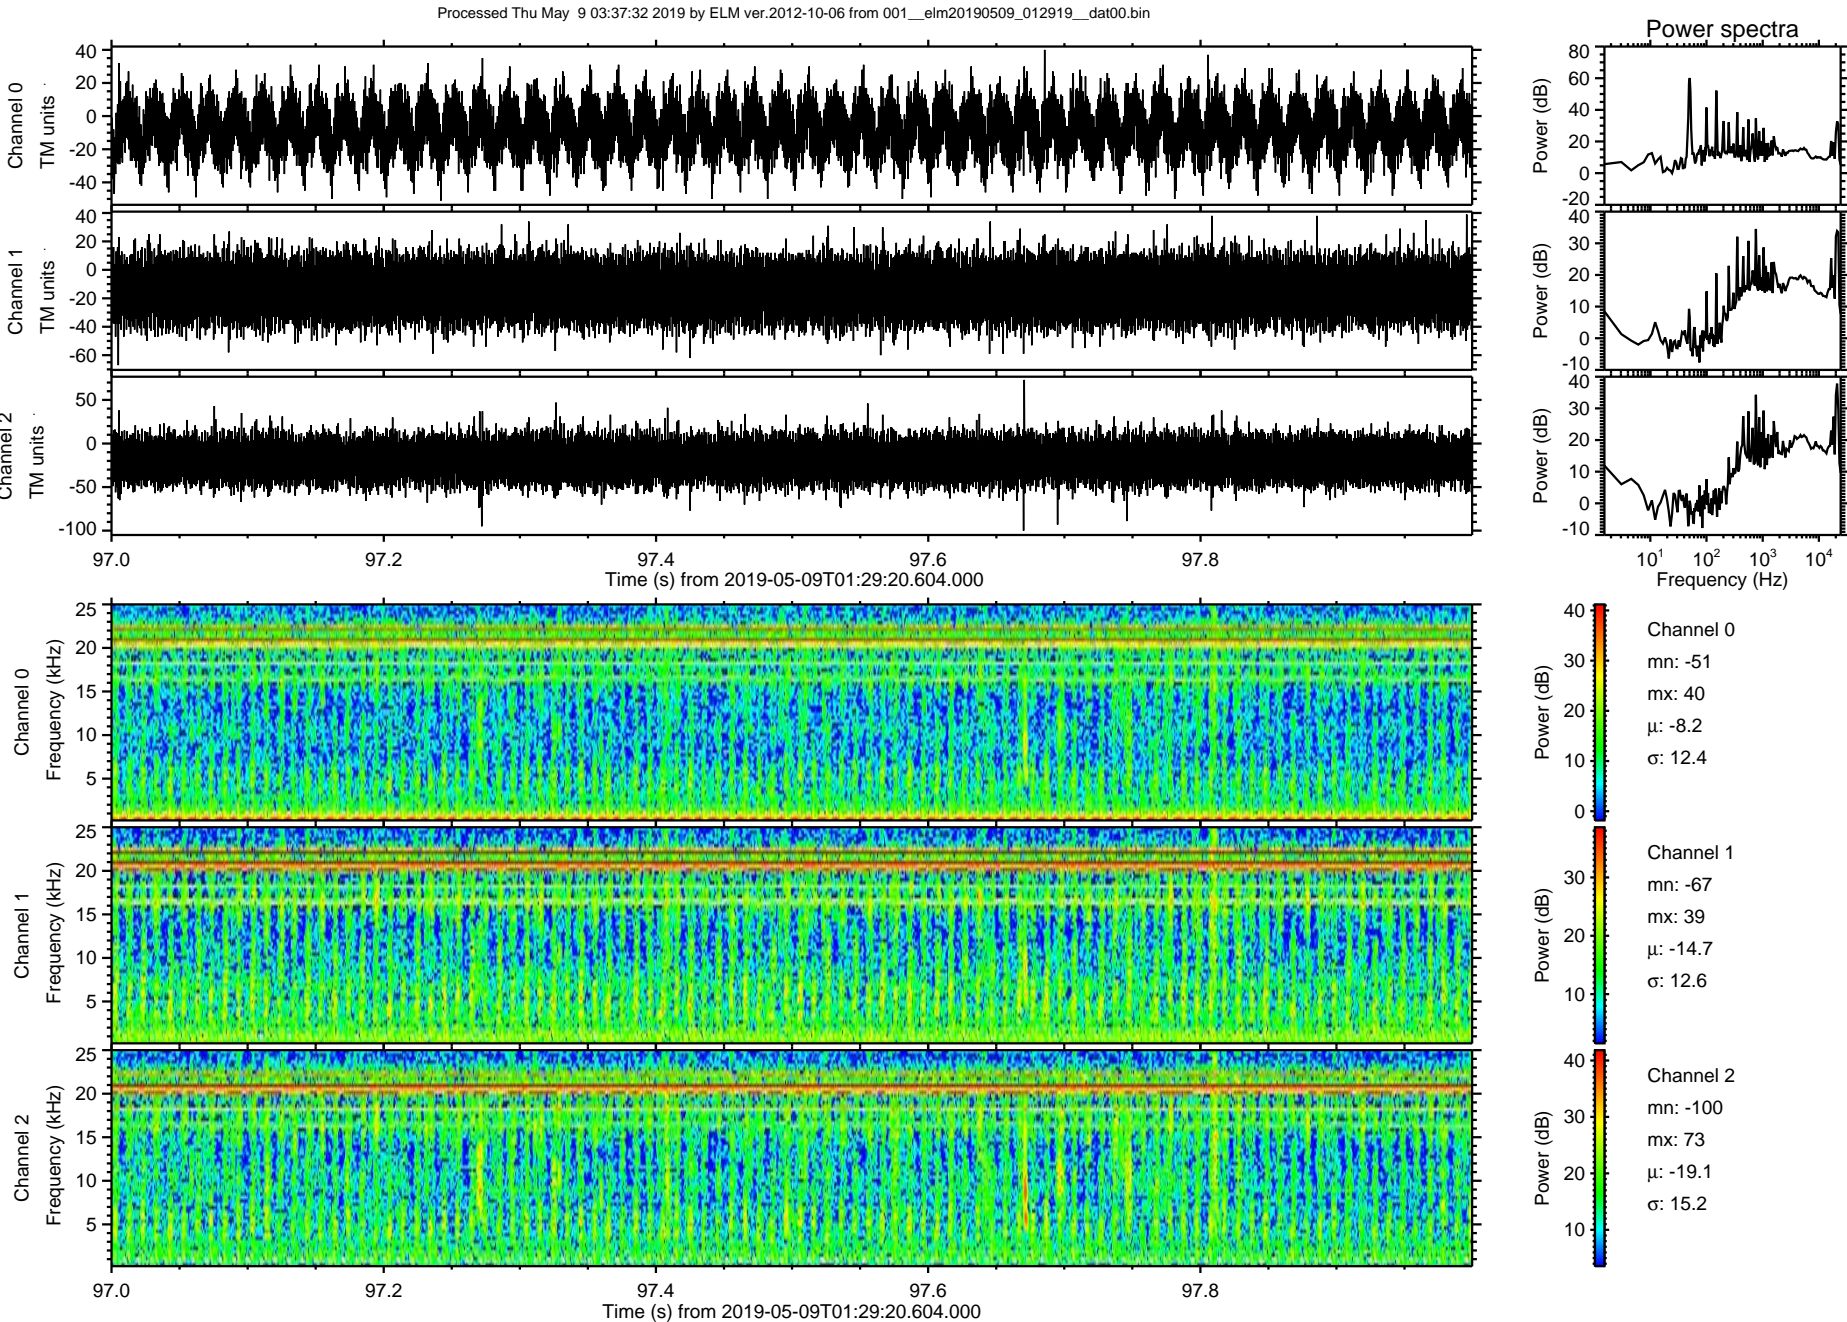 Processed Thu May  9 03:37:32 2019 by ELM ver.2012-10-06 from 001__elm20190509_012919__dat00.bin
Power spectra
Channel 0
TM units
40
20
0
-20
-40
Power (dB)
80
60
40
20
0
-20
Channel 1
TM units
40
20
0
-20
-40
-60
Power (dB)
40
30
20
10
0
-10
Channel 2
TM units
50
0
-50
-100
Power (dB)
40
30
20
10
0
-10
97.0 97.2 97.4 97.6 97.8
Time (s) from 2019-05-09T01:29:20.604.000
10¹ 10² 10³ 10⁴
Frequency (Hz)
Channel 0
Frequency (kHz)
25
20
15
10
5
Power (dB)
40
30
20
10
0
Channel 0
mn: -51
mx: 40
μ: -8.2
σ: 12.4
Channel 1
Frequency (kHz)
25
20
15
10
5
Power (dB)
30
20
10
Channel 1
mn: -67
mx: 39
μ: -14.7
σ: 12.6
Channel 2
Frequency (kHz)
25
20
15
10
5
Power (dB)
40
30
20
10
Channel 2
mn: -100
mx: 73
μ: -19.1
σ: 15.2
97.0 97.2 97.4 97.6 97.8
Time (s) from 2019-05-09T01:29:20.604.000